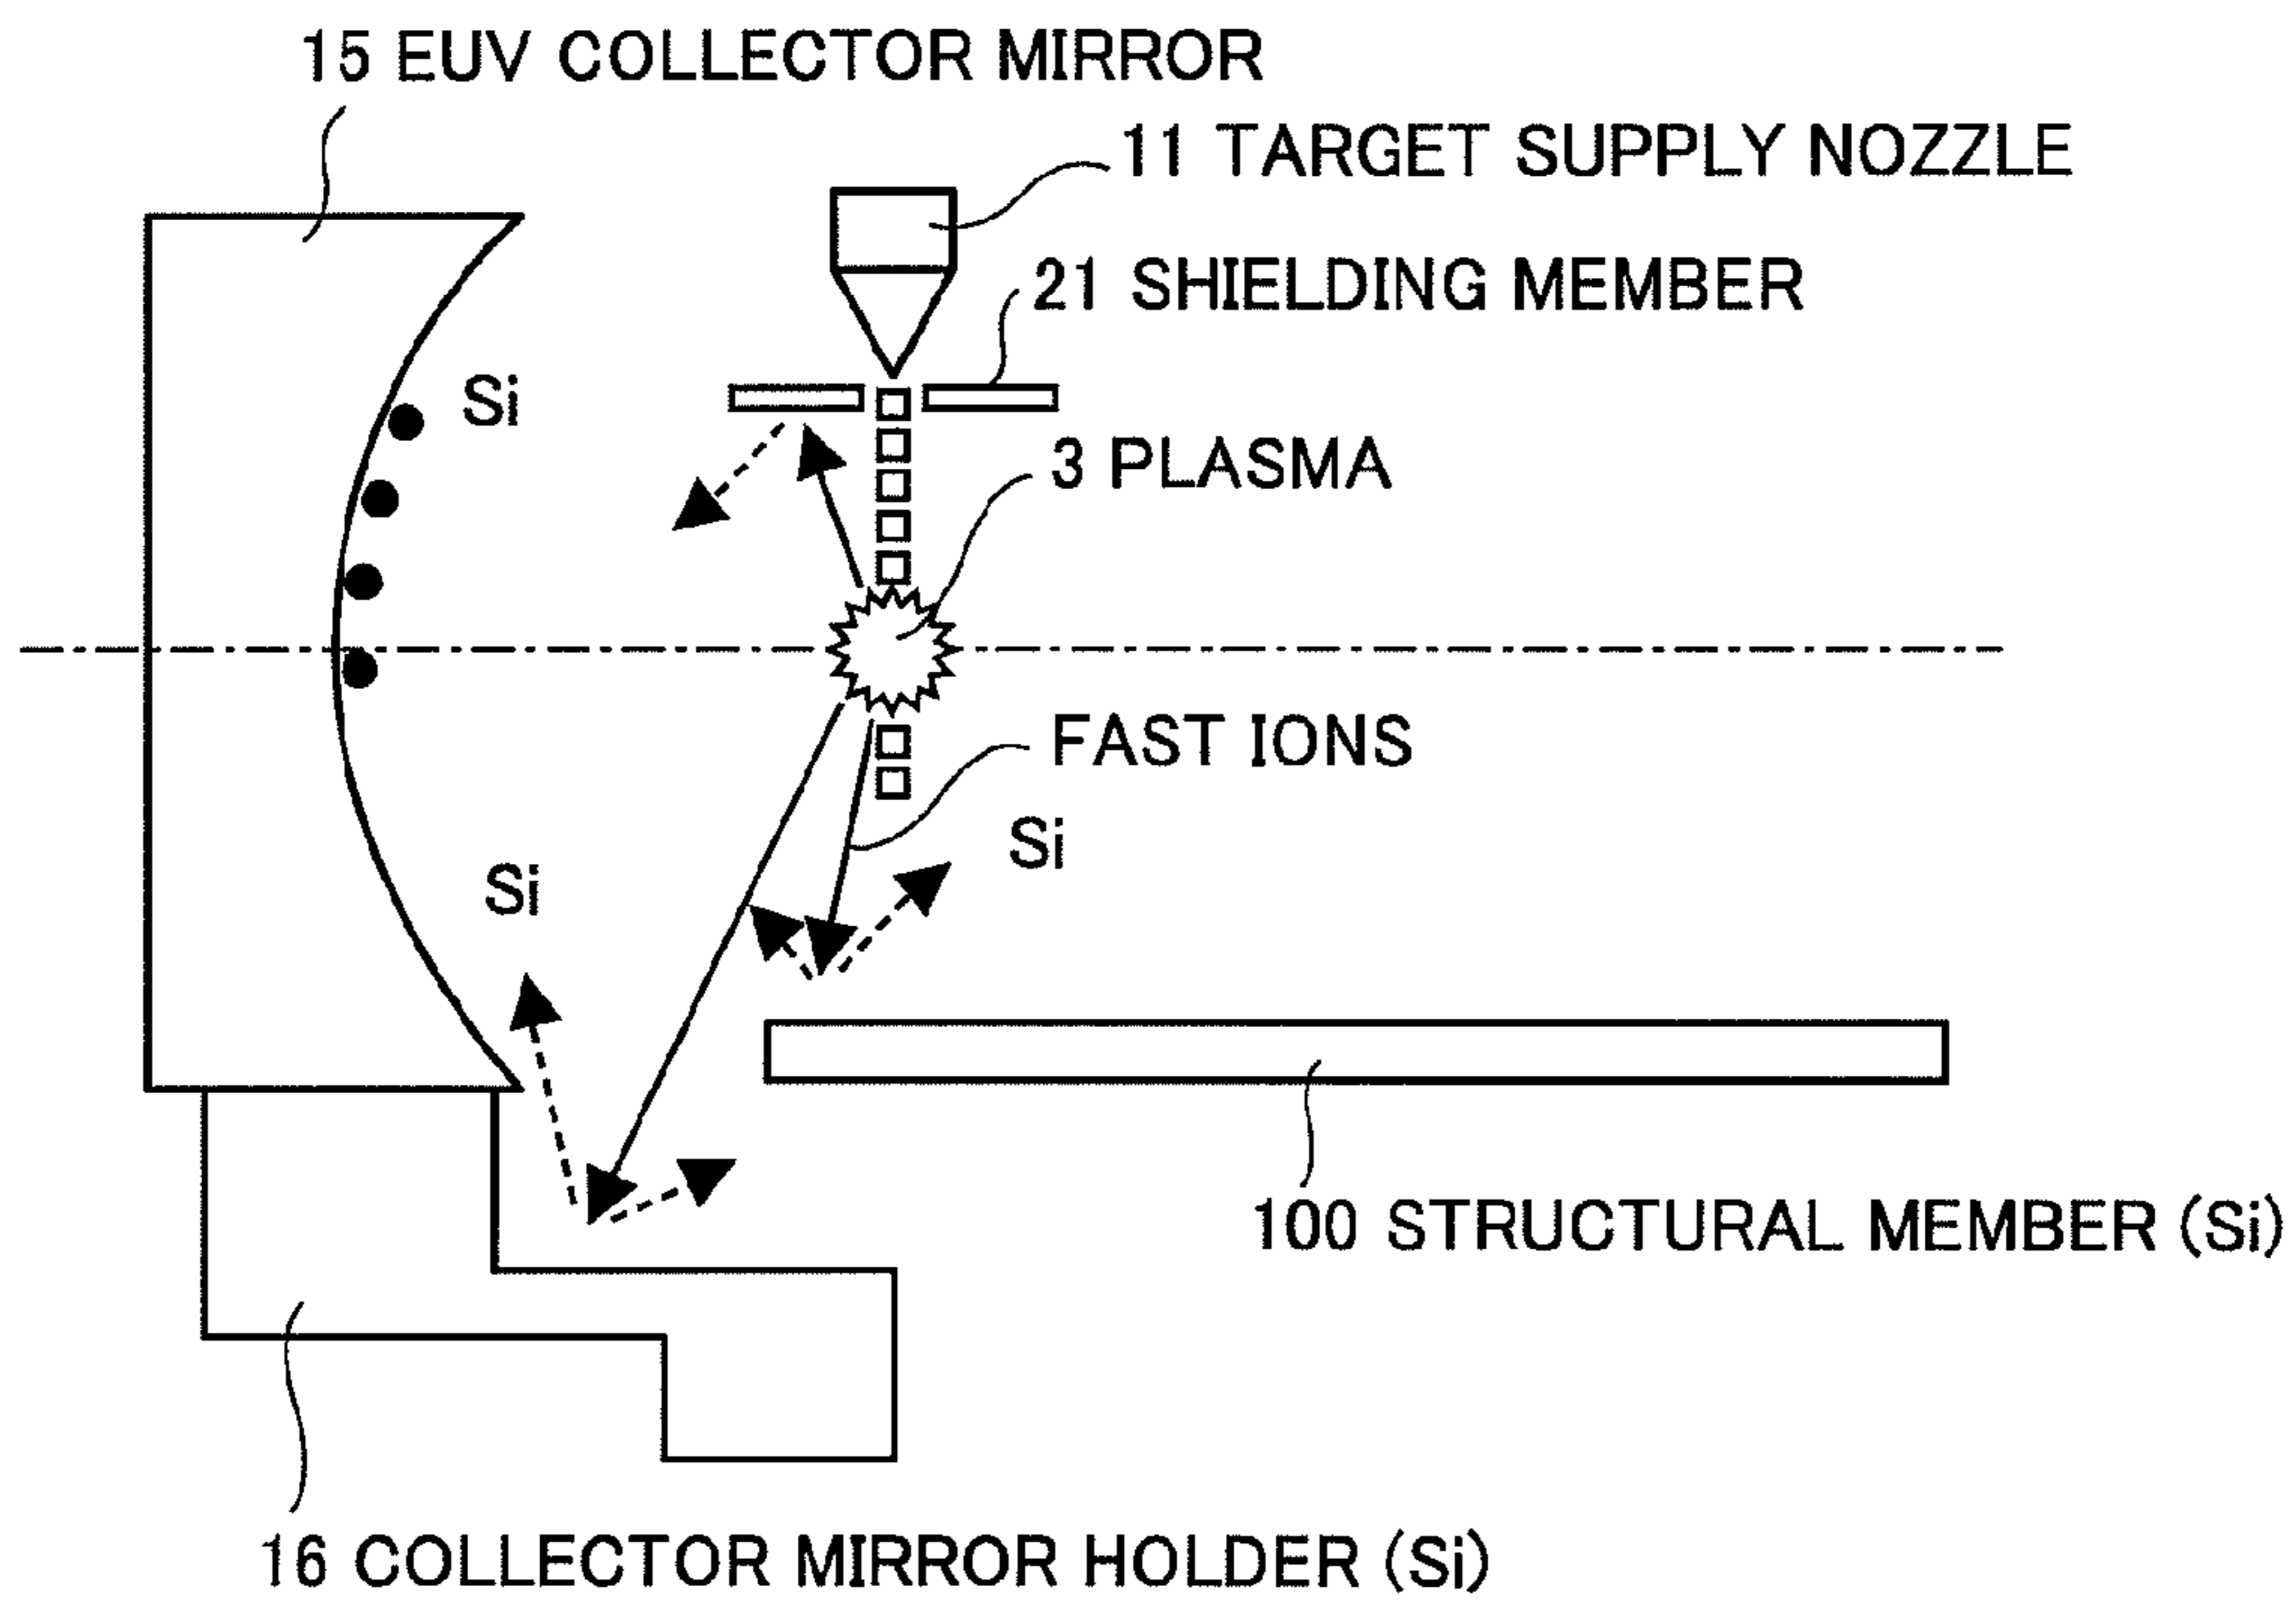 15 EUV COLLECTOR MIRROR
11 TARGET SUPPLY NOZZLE
21 SHIELDING MEMBER
Si
3 PLASMA
FAST IONS
Si
Si
100 STRUCTURAL MEMBER (Si)
16 COLLECTOR MIRROR HOLDER (Si)